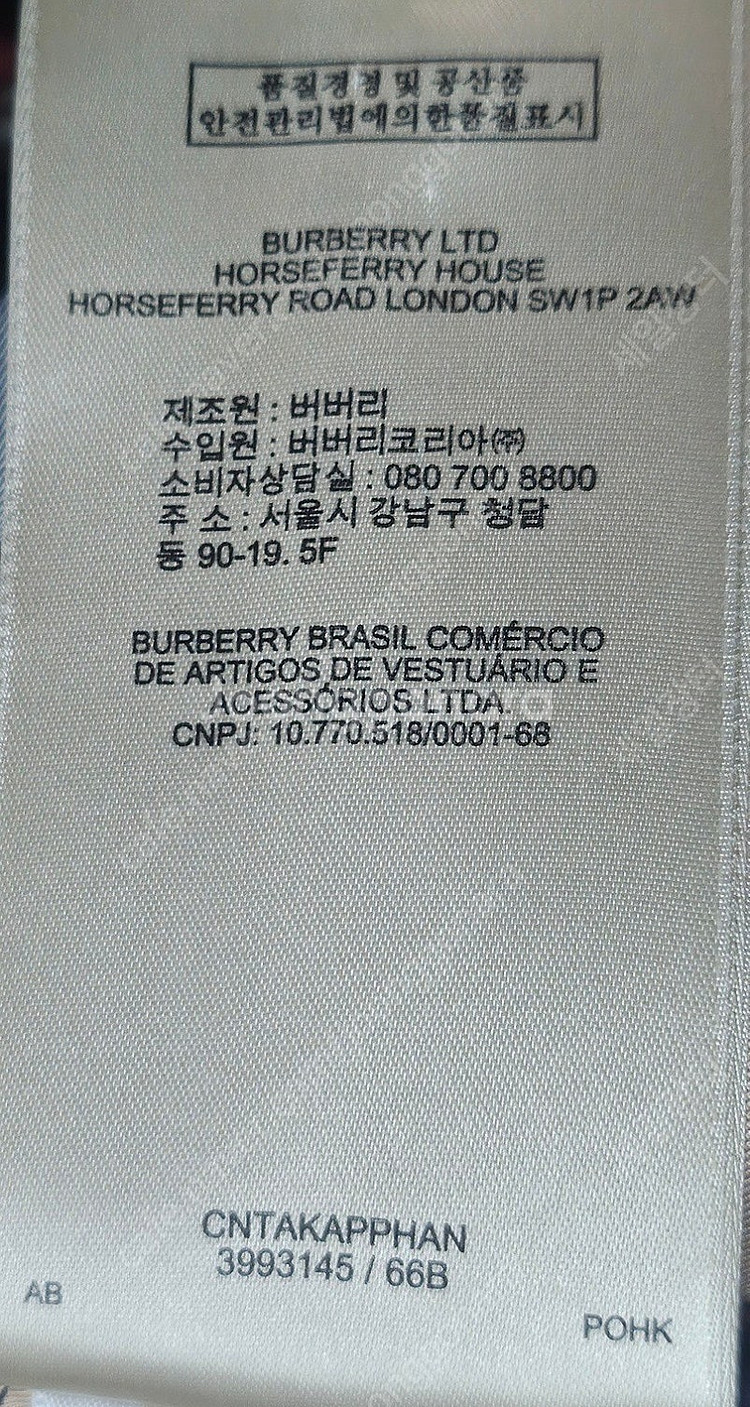 품질경경 및 공산품
안전관리법에의한품질표시
BURBERRY LTD
HORSEFERRY HOUSE
HORSEFERRY ROAD LONDON SW1P 2AW
제조원 : 버버리
수입원 : 버버리코리아㈜
소비자상담실 : 080 700 8800
주 소 : 서울시 강남구 청담
동 90-19. 5F
BURBERRY BRASIL COMÉRCIO
DE ARTIGOS DE VESTUÁRIO E
ACESSÓRIOS LTDA.
CNPJ: 10.770.518/0001-68
CNTAKAPPHAN
3993145 / 66B
AB
POHK